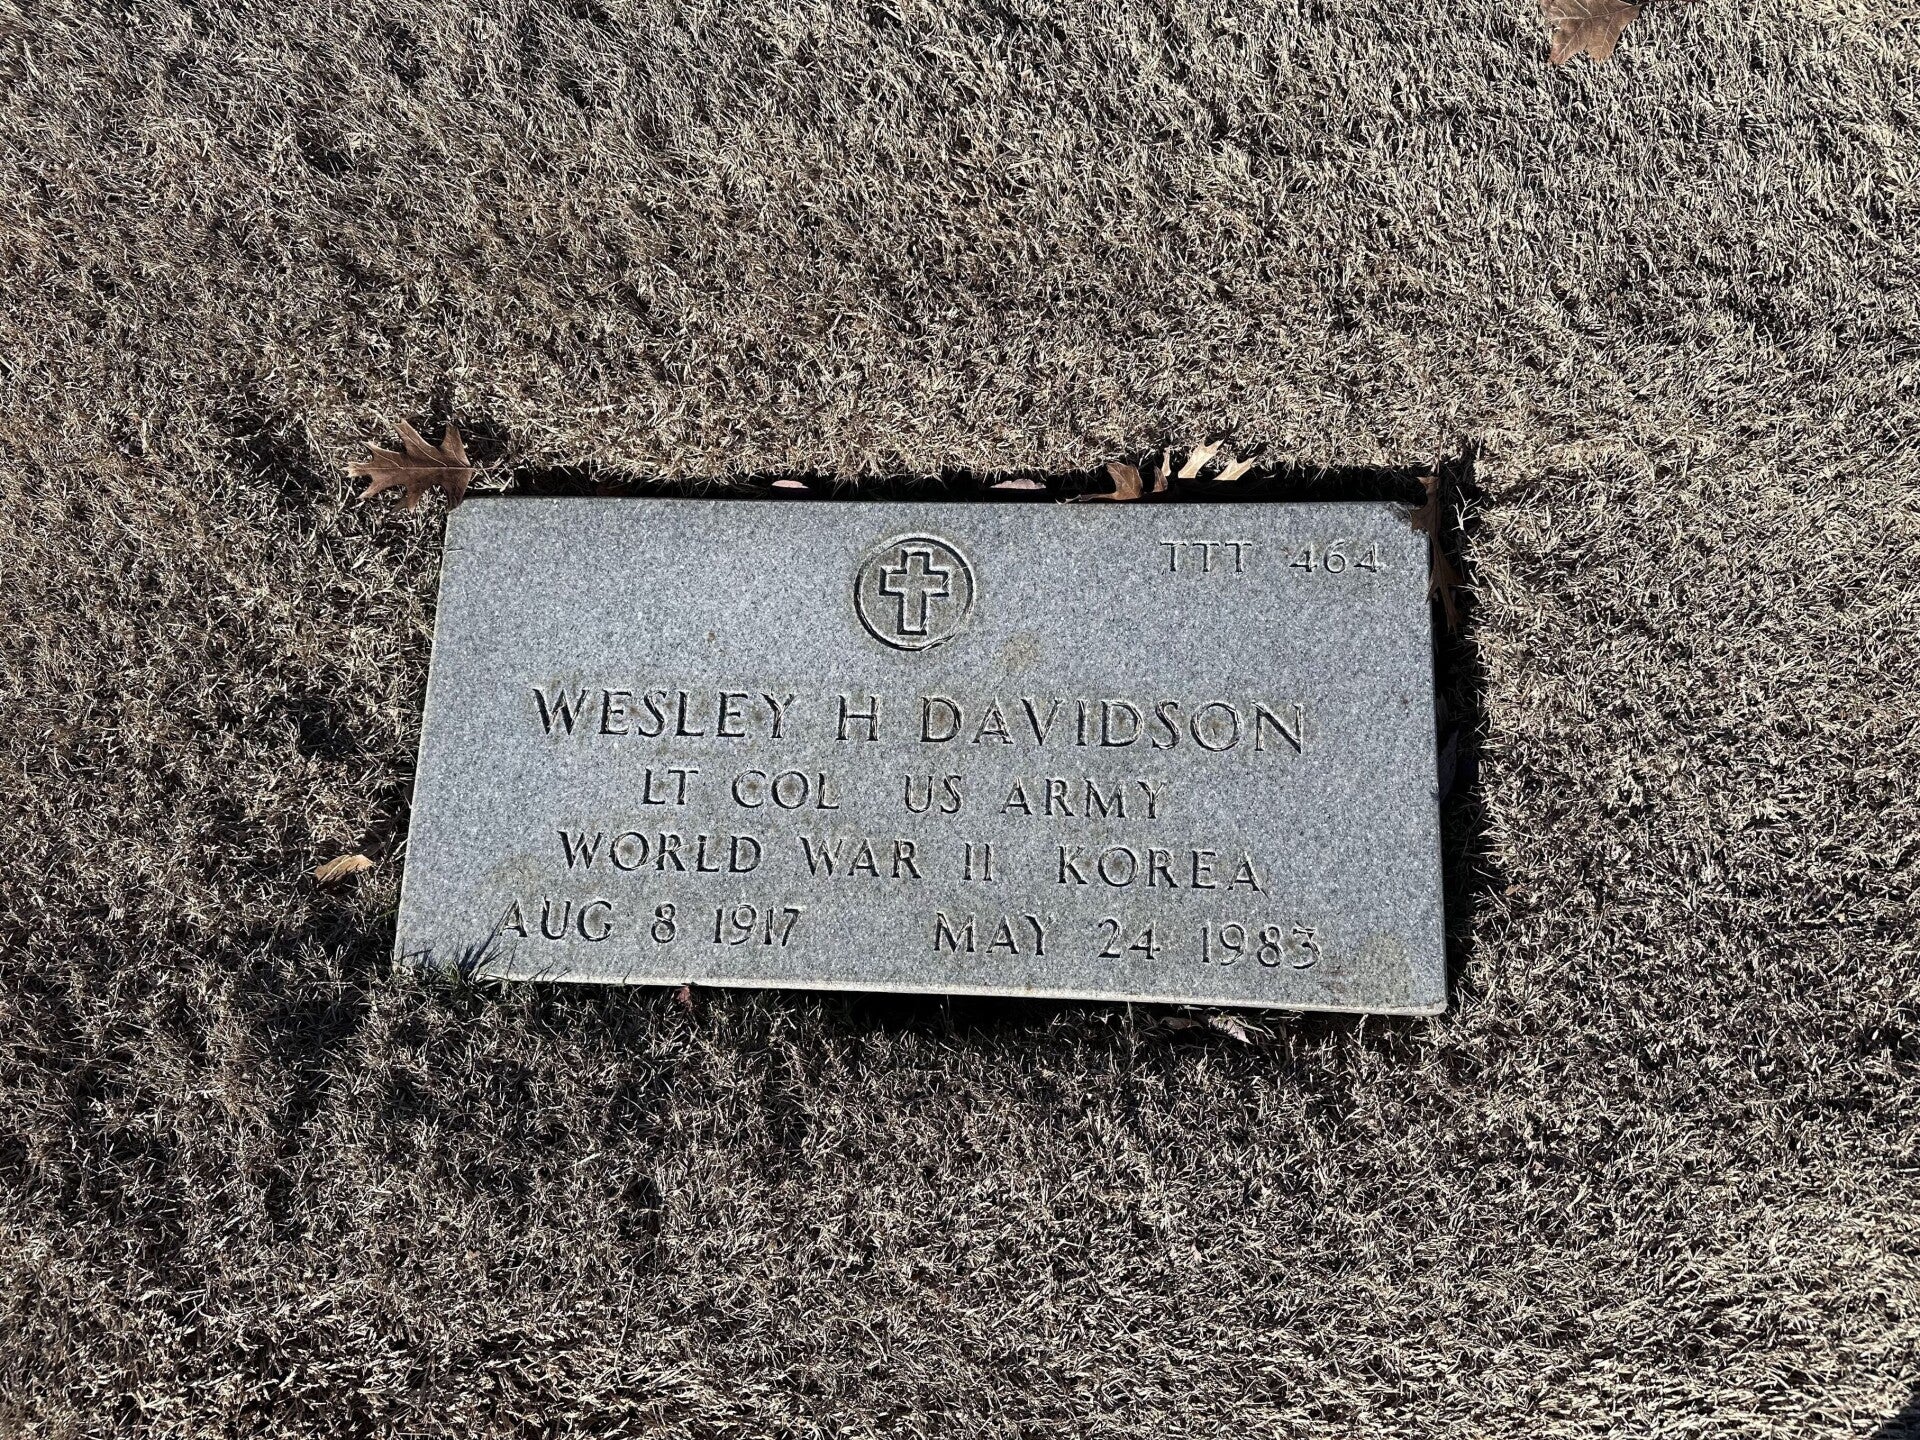 TTT 464
WESLEY H DAVIDSON
LT COL US ARMY
WORLD WAR II KOREA
AUG 8 1917 MAY 24 1983